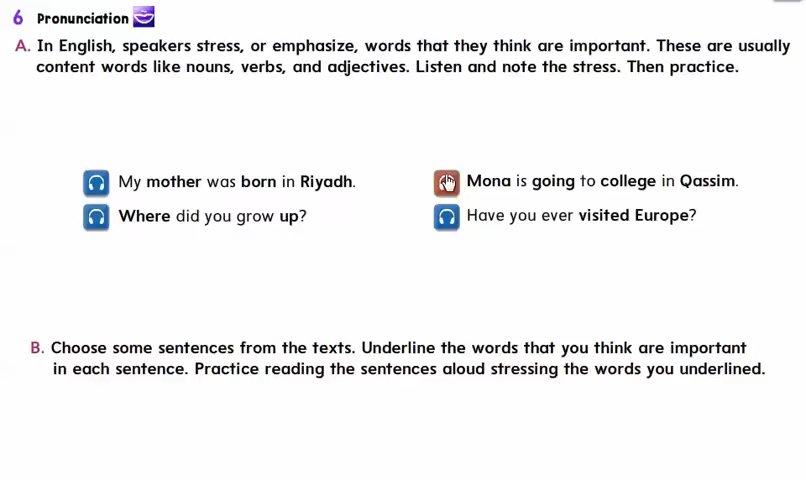 6 Pronunciation
A. In English, speakers stress, or emphasize, words that they think are important. These are usually
content words like nouns, verbs, and adjectives. Listen and note the stress. Then practice.
My mother was born in Riyadh.
Mona is going to college in Qassim.
Where did you grow up?
Have you ever visited Europe?
B. Choose some sentences from the texts. Underline the words that you think are important
in each sentence. Practice reading the sentences aloud stressing the words you underlined.